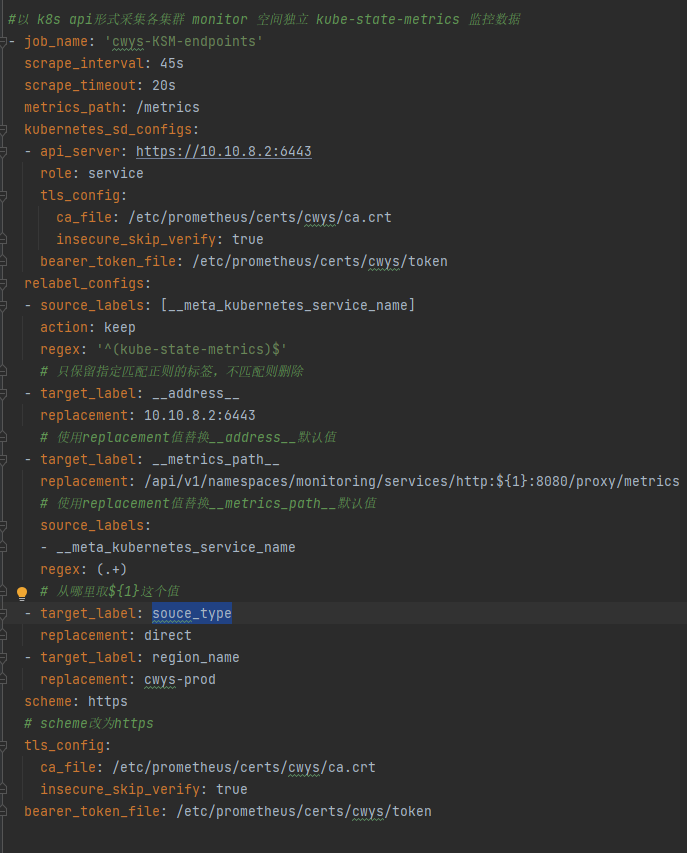 #以 k8s api形式采集各集群 monitor 空间独立 kube-state-metrics 监控数据
- job_name: 'cwys-KSM-endpoints'
  scrape_interval: 45s
  scrape_timeout: 20s
  metrics_path: /metrics
  kubernetes_sd_configs:
  - api_server: https://10.10.8.2:6443
    role: service
    tls_config:
      ca_file: /etc/prometheus/certs/cwys/ca.crt
      insecure_skip_verify: true
    bearer_token_file: /etc/prometheus/certs/cwys/token
  relabel_configs:
  - source_labels: [__meta_kubernetes_service_name]
    action: keep
    regex: '^(kube-state-metrics)$'
    # 只保留指定匹配正则的标签，不匹配则删除
  - target_label: __address__
    replacement: 10.10.8.2:6443
    # 使用replacement值替换__address__默认值
  - target_label: __metrics_path__
    replacement: /api/v1/namespaces/monitoring/services/http:${1}:8080/proxy/metrics
    # 使用replacement值替换__metrics_path__默认值
    source_labels:
    - __meta_kubernetes_service_name
    regex: (.+)
    # 从哪里取${1}这个值
  - target_label: souce_type
    replacement: direct
  - target_label: region_name
    replacement: cwys-prod
  scheme: https
  # scheme改为https
  tls_config:
    ca_file: /etc/prometheus/certs/cwys/ca.crt
    insecure_skip_verify: true
  bearer_token_file: /etc/prometheus/certs/cwys/token